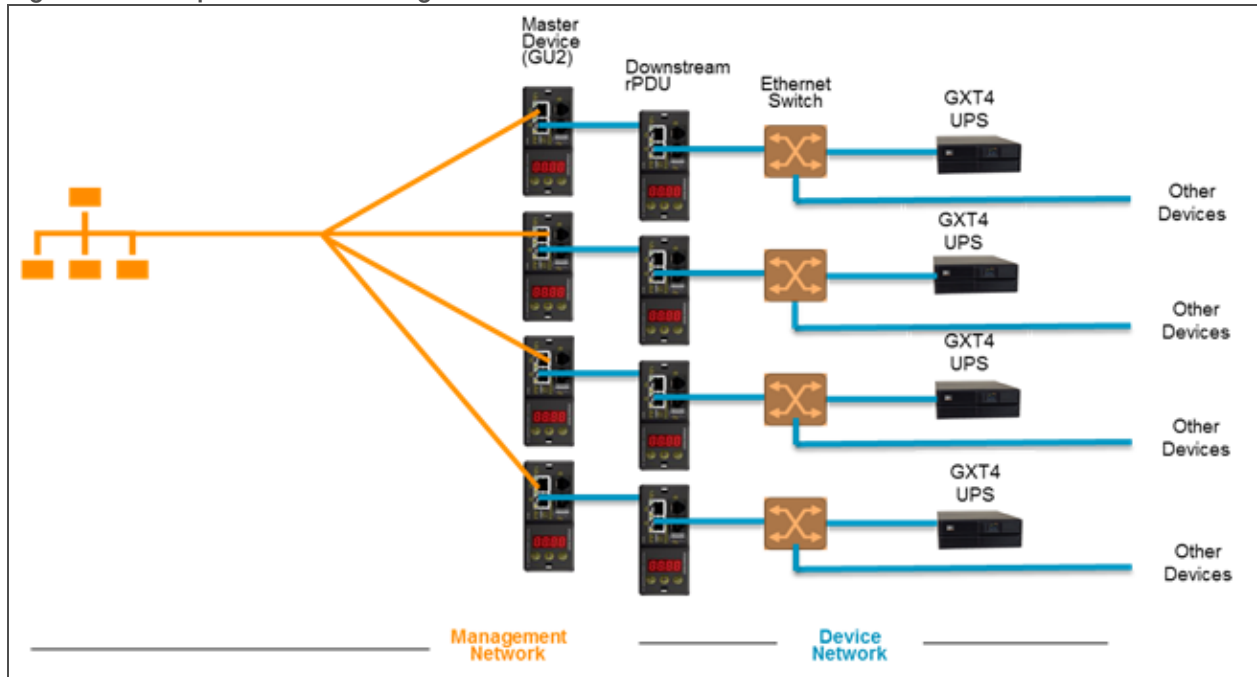 Master
Device
(GU2)
Downstream
rPDU
Ethernet
Switch
GXT4
UPS
Other
Devices
GXT4
UPS
Other
Devices
GXT4
UPS
Other
Devices
GXT4
UPS
Other
Devices
Management
Network
Device
Network